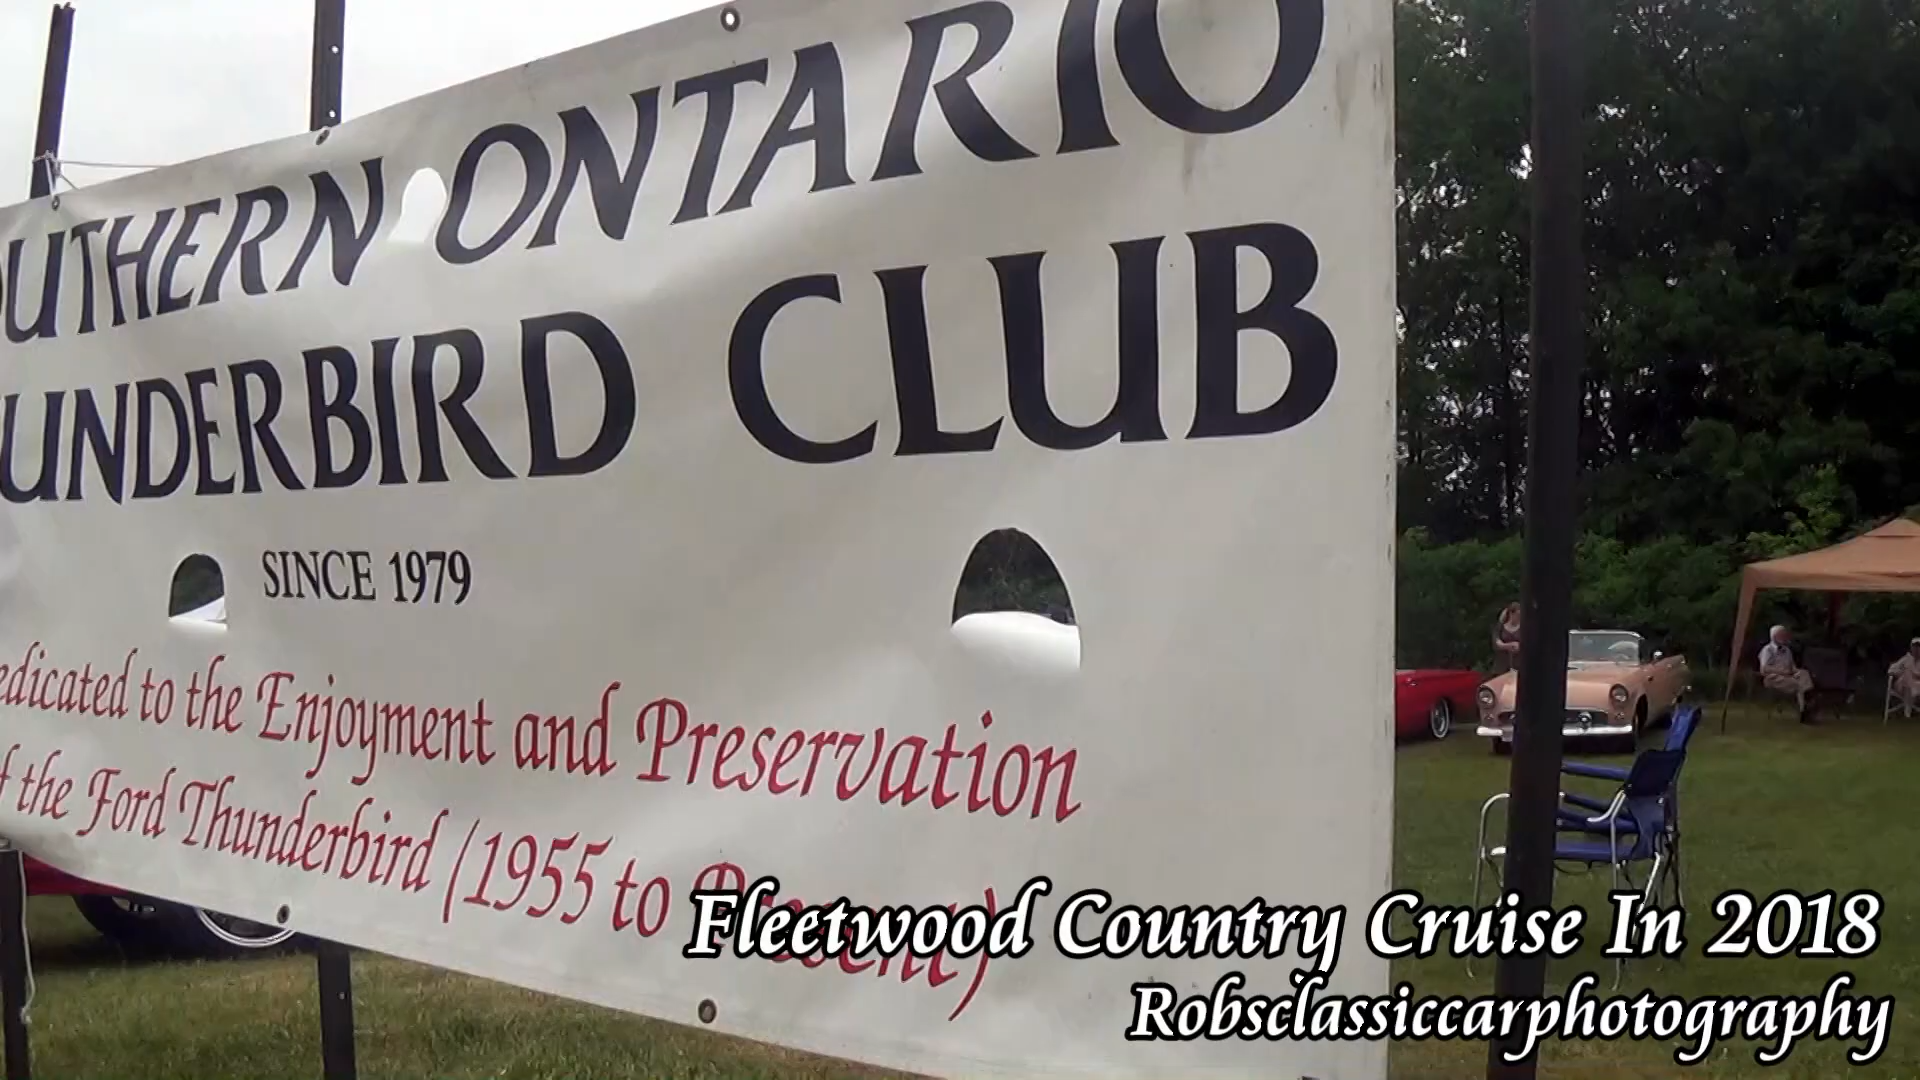 OUTHERN ONTARIO
UNDERBIRD CLUB
SINCE 1979
edicated to the Enjoyment and Preservation
f the Ford Thunderbird (1955 to Present)
Fleetwood Country Cruise In 2018
Robsclassiccarphotography